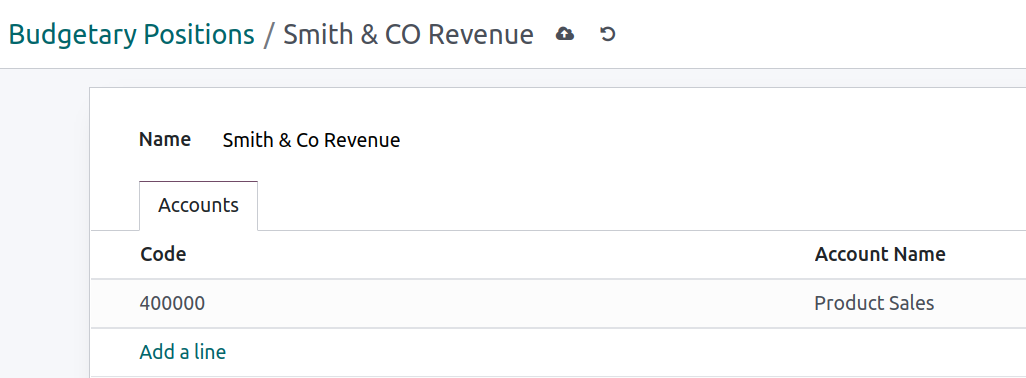 Budgetary Positions / Smith & CO Revenue
Name Smith & Co Revenue
Accounts
Code Account Name
400000 Product Sales
Add a line